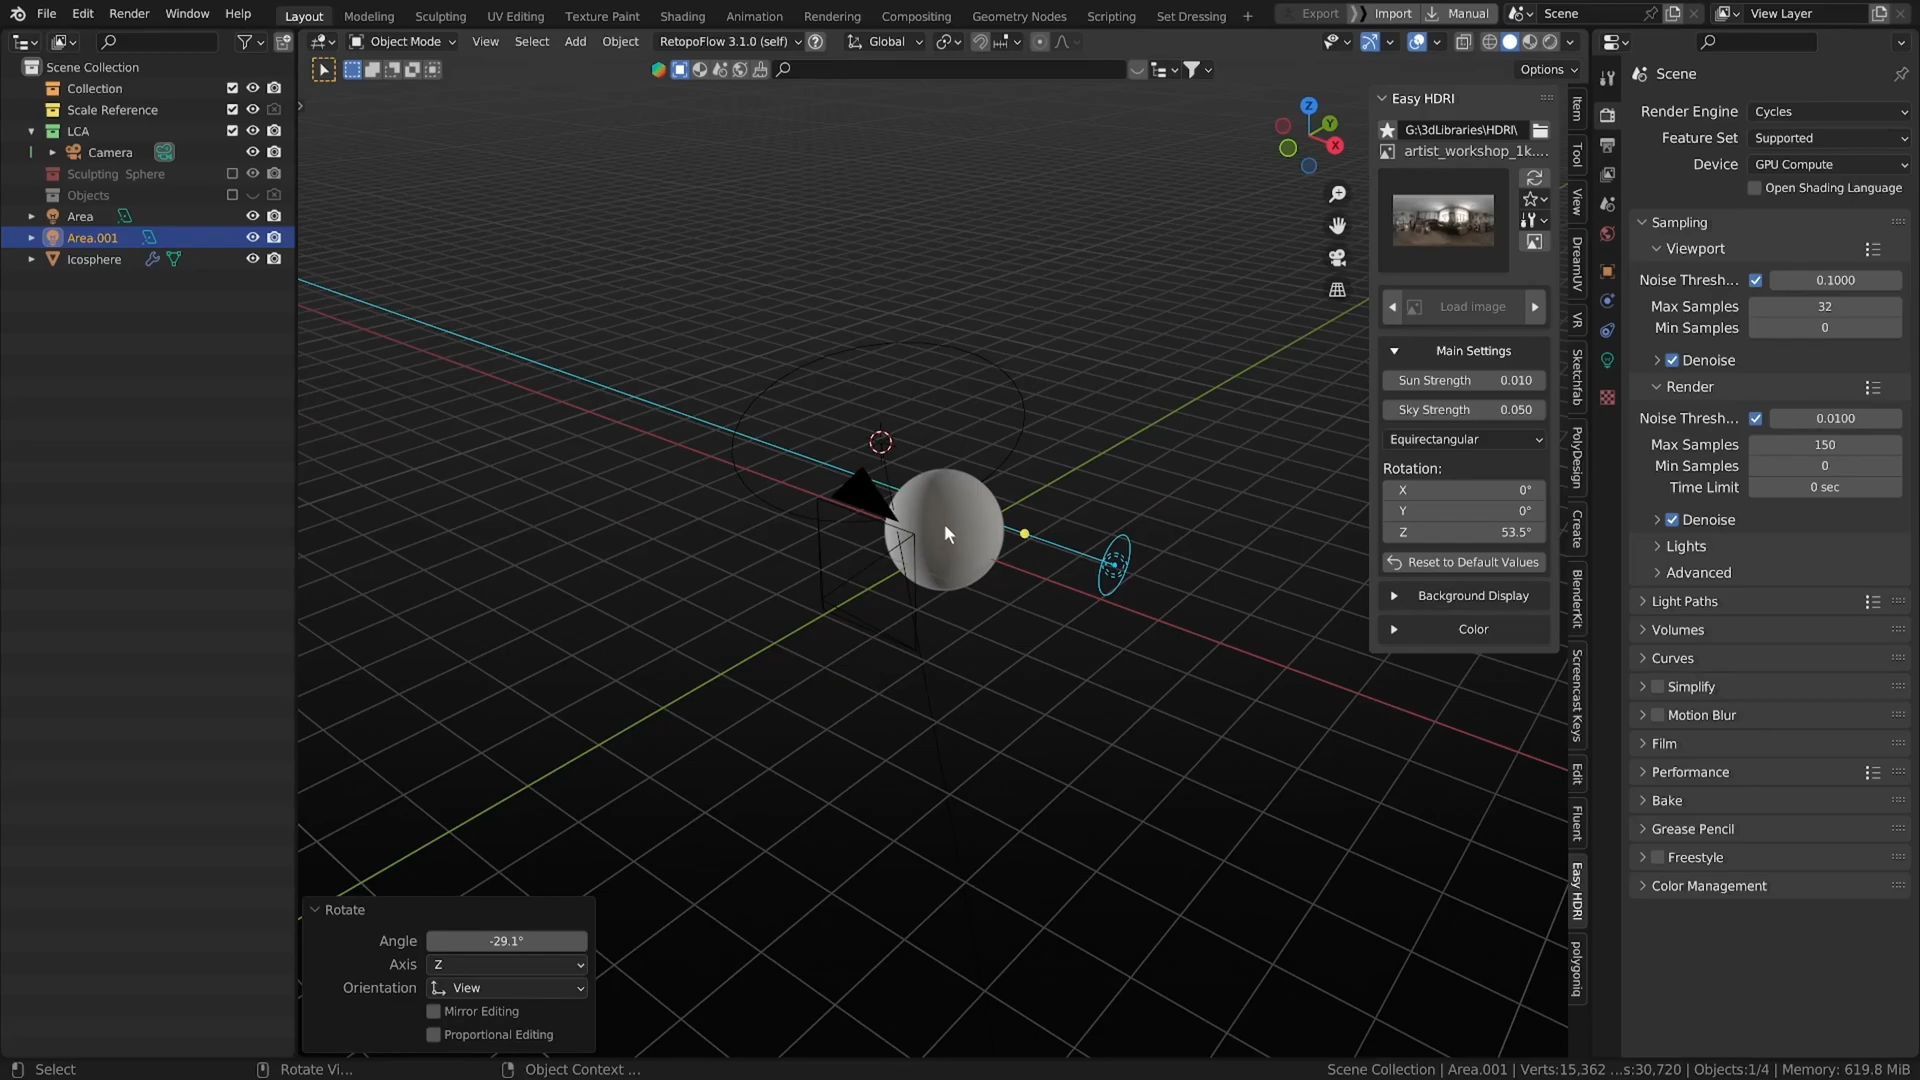 File Edit Render Window Help Layout Modeling Sculpting UV Editing Texture Paint Shading Animation Rendering Compositing Geometry Nodes Scripting Set Dressing + Export Import Manual Scene View Layer
Object Mode View Select Add Object RetopoFlow 3.1.0 (self) Global
Options
Scene Collection
Collection
Scale Reference
LCA
Camera
Sculpting Sphere
Objects
Area
Area.001
Icosphere
Z
Y
X
Easy HDRI
G:\3dLibraries\HDRI\
artist_workshop_1k....
Load image
Main Settings
Sun Strength 0.010
Sky Strength 0.050
Equirectangular
Rotation:
X 0°
Y 0°
Z 53.5°
Reset to Default Values
Background Display
Color
Item
Tool
View
DreamUV
VR
Sketchfab
PolyDesign
Create
BlenderKit
Screencast Keys
Edit
Fluent
Easy HDRI
polygoniq
Scene
Render Engine Cycles
Feature Set Supported
Device GPU Compute
Open Shading Language
Sampling
Viewport
Noise Thresh... 0.1000
Max Samples 32
Min Samples 0
Denoise
Render
Noise Thresh... 0.0100
Max Samples 150
Min Samples 0
Time Limit 0 sec
Denoise
Lights
Advanced
Light Paths
Volumes
Curves
Simplify
Motion Blur
Film
Performance
Bake
Grease Pencil
Freestyle
Color Management
Rotate
Angle -29.1°
Axis Z
Orientation View
Mirror Editing
Proportional Editing
Select Rotate Vi... Object Context ... Scene Collection | Area.001 | Verts:15,362 ...s:30,720 | Objects:1/4 | Memory: 619.8 MiB